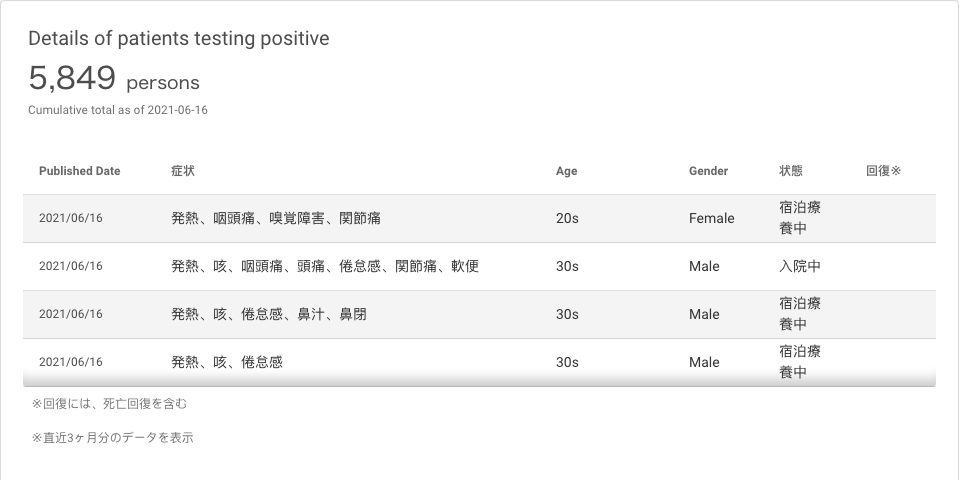 Details of patients testing positive
5,849 persons
Cumulative total as of 2021-06-16
Published Date 症状 Age Gender 状態 回復※
2021/06/16 発熱、咽頭痛、嗅覚障害、関節痛 20s Female 宿泊療
養中
2021/06/16 発熱、咳、咽頭痛、頭痛、倦怠感、関節痛、軟便 30s Male 入院中
2021/06/16 発熱、咳、倦怠感、鼻汁、鼻閉 30s Male 宿泊療
養中
2021/06/16 発熱、咳、倦怠感 30s Male 宿泊療
養中
※回復には、死亡回復を含む
※直近3ヶ月分のデータを表示